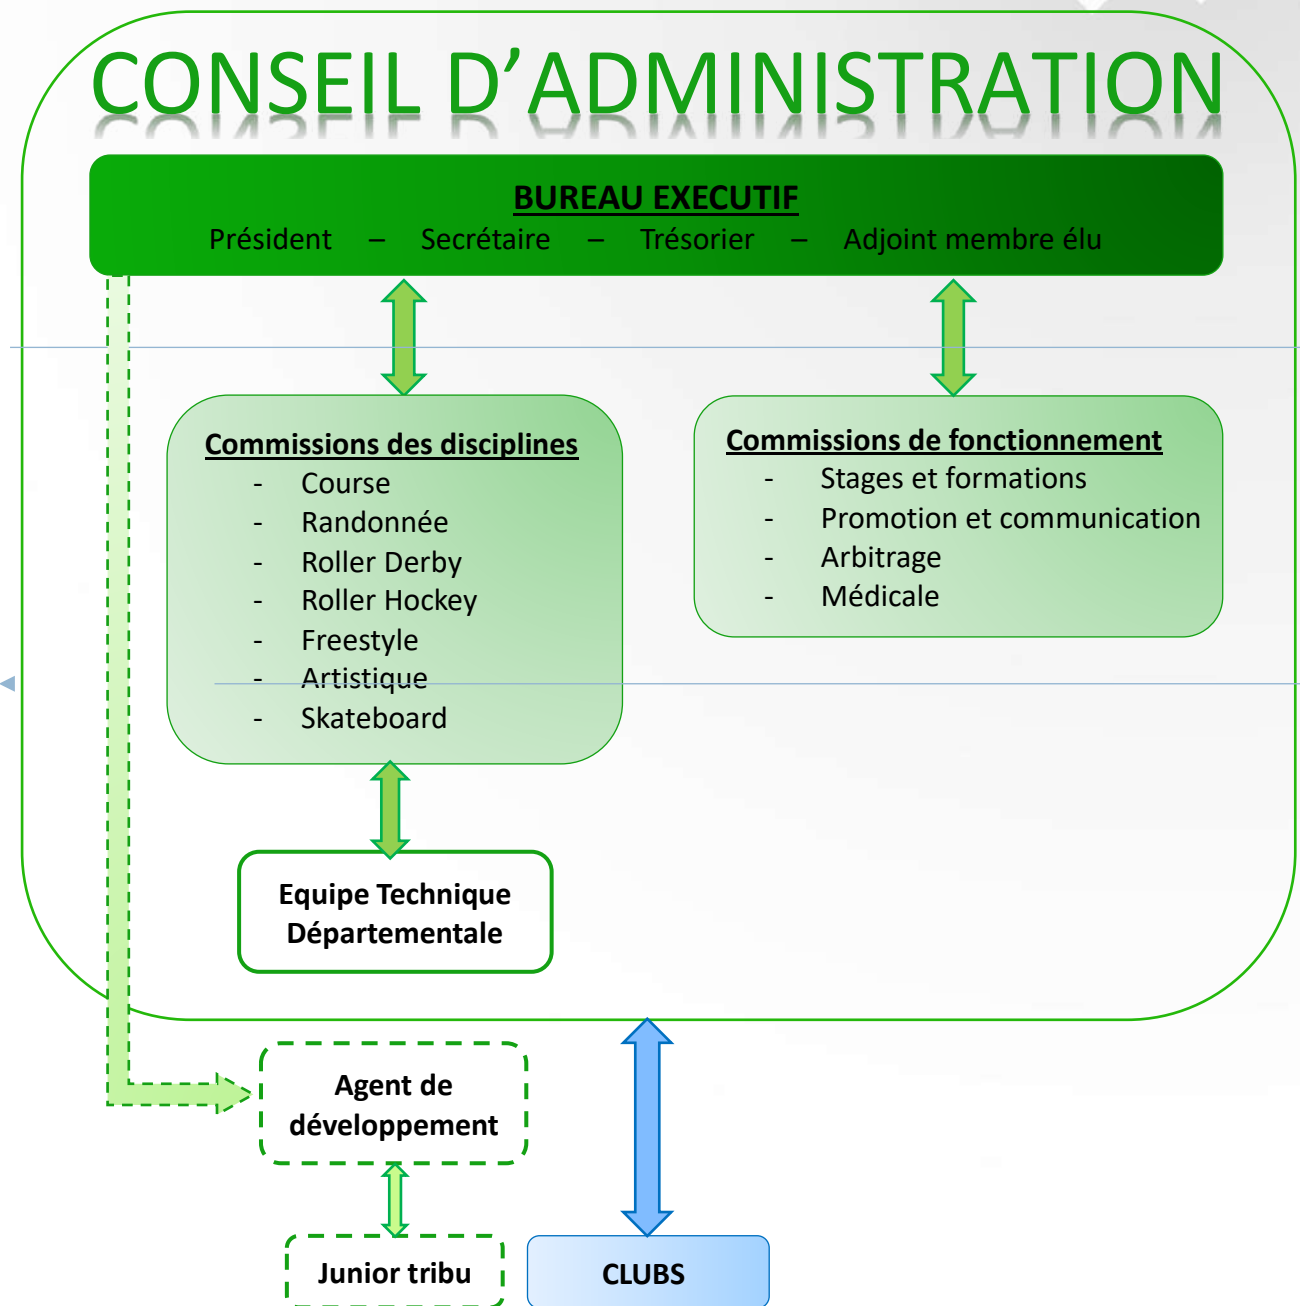 CONSEIL D’ADMINISTRATION
BUREAU EXECUTIF
Président – Secrétaire – Trésorier – Adjoint membre élu
Commissions des disciplines
- Course
- Randonnée
- Roller Derby
- Roller Hockey
- Freestyle
- Artistique
- Skateboard
Commissions de fonctionnement
- Stages et formations
- Promotion et communication
- Arbitrage
- Médicale
Equipe Technique
Départementale
Agent de
développement
Junior tribu
CLUBS